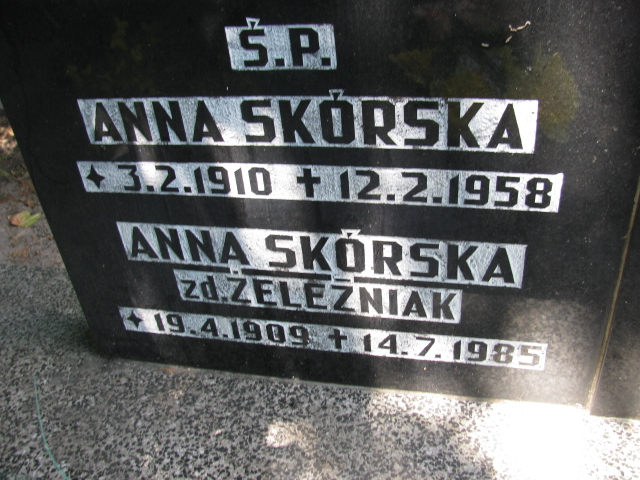 Ś.P.
ANNA SKÓRSKA
✦ 3.2.1910 ✝ 12.2.1958
ANNA SKÓRSKA
zd. ŻELEŹNIAK
✦ 19.4.1909 ✝ 14.7.1985